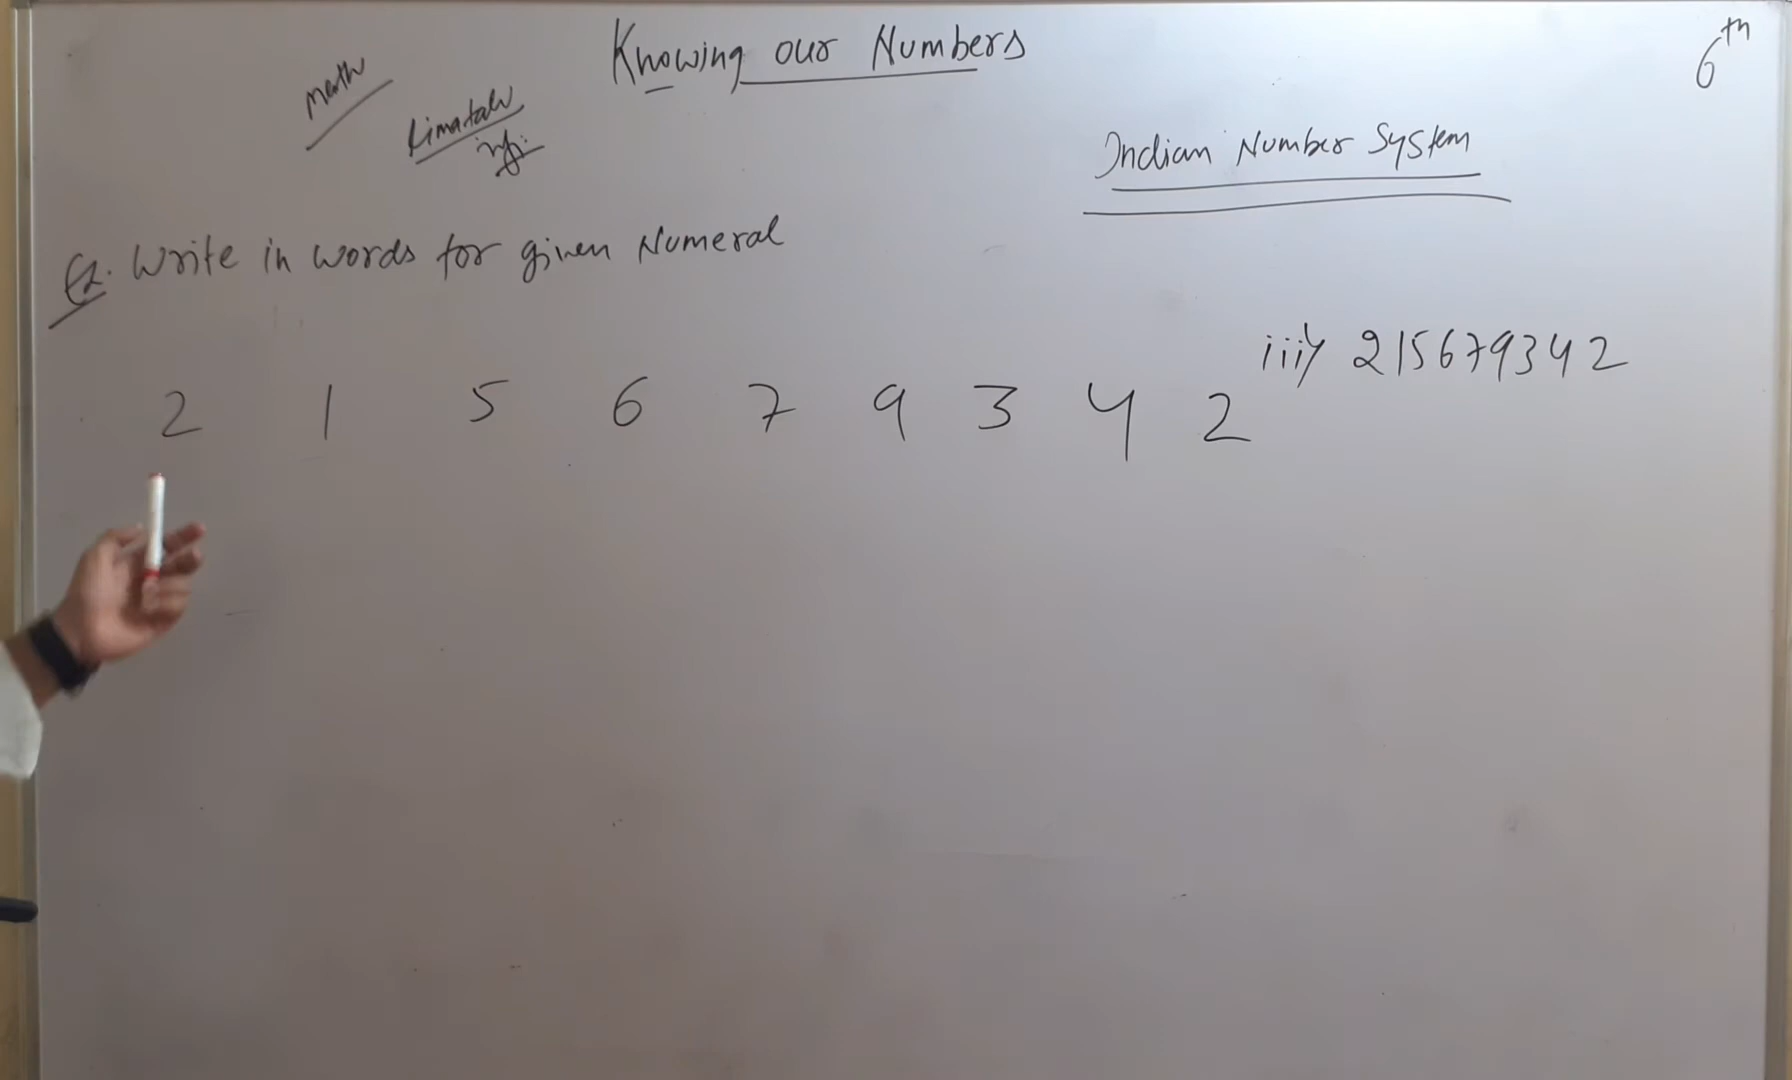 Knowing our Numbers
6th
Math
Indian Number System
Ex. Write in words for given Numeral
iii) 215679342
2 1 5 6 7 9 3 4 2